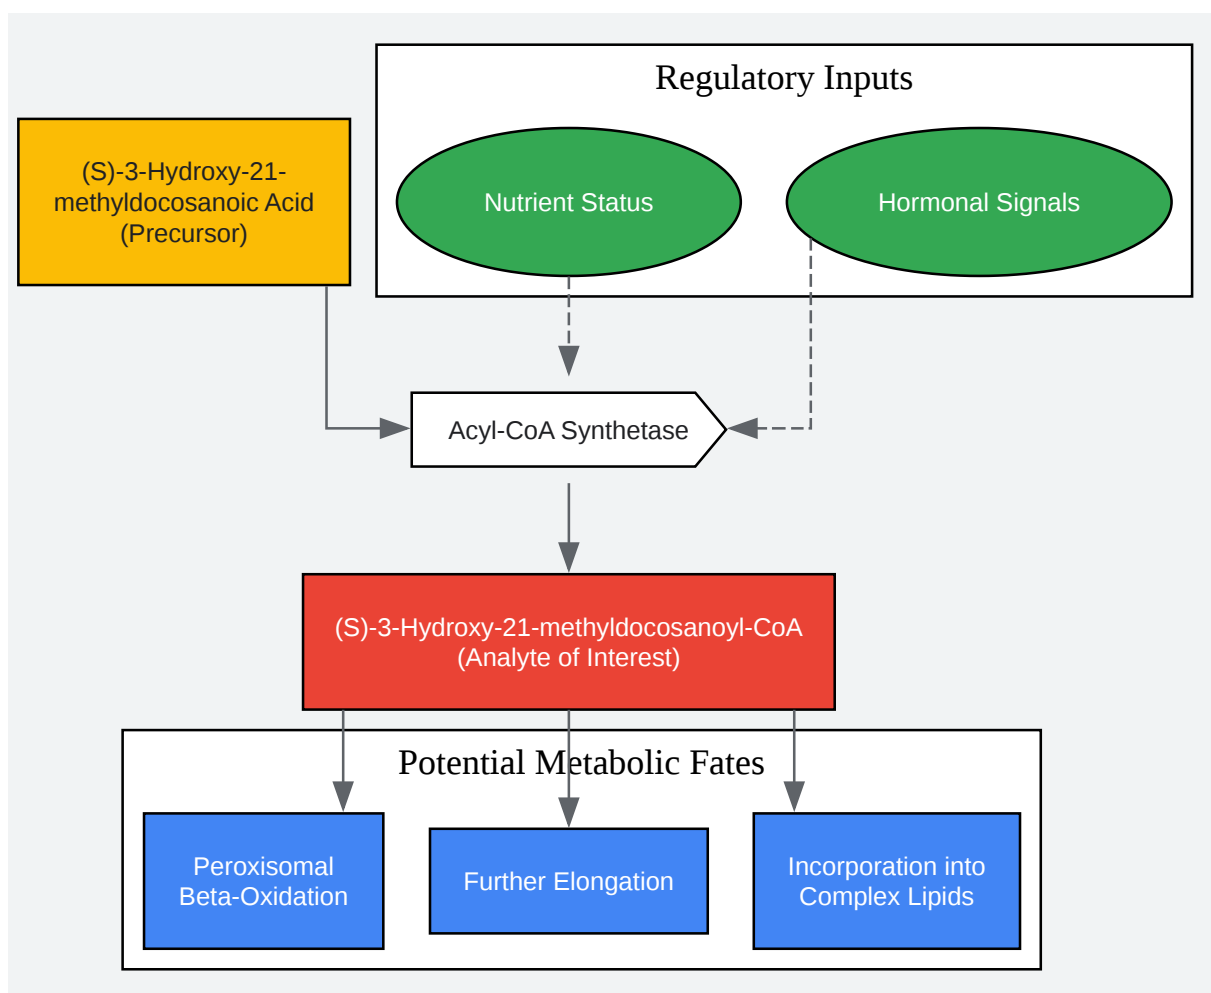 Regulatory Inputs
(S)-3-Hydroxy-21-
methyldocosanoic Acid
(Precursor)
Nutrient Status
Hormonal Signals
Acyl-CoA Synthetase
(S)-3-Hydroxy-21-methyldocosanoyl-CoA
(Analyte of Interest)
Potential Metabolic Fates
Peroxisomal
Beta-Oxidation
Further Elongation
Incorporation into
Complex Lipids